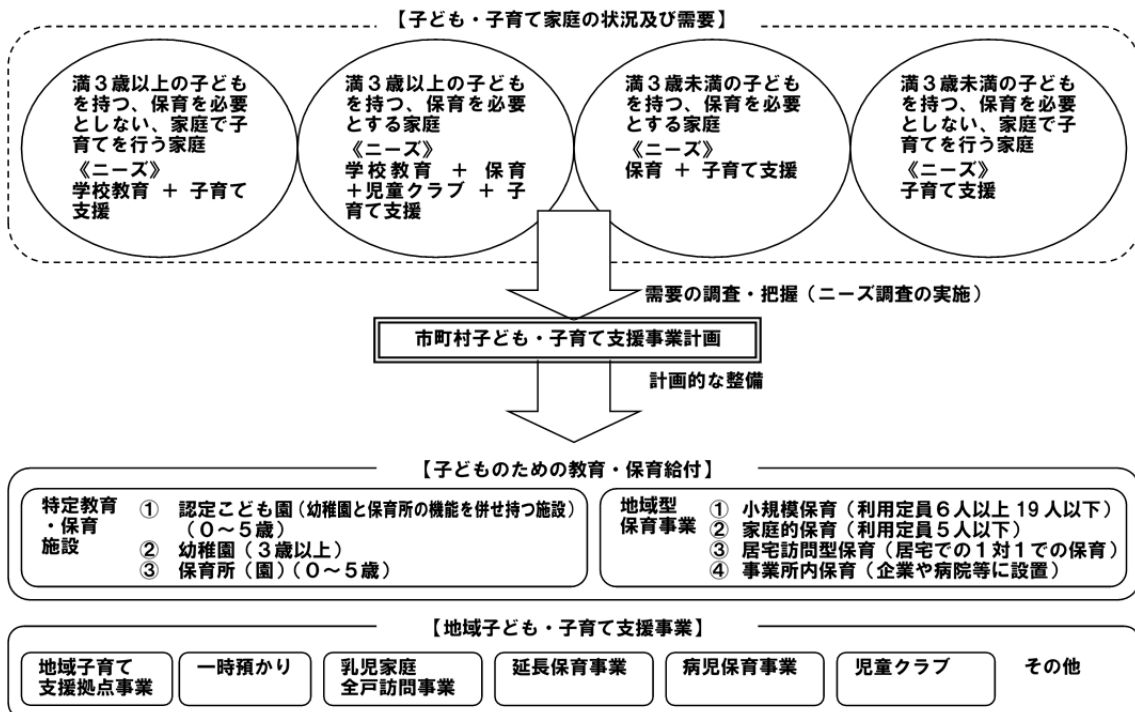 【子ども・子育て家庭の状況及び需要】
満３歳以上の子ども
を持つ、保育を必要
としない、家庭で子
育てを行う家庭
《ニーズ》
学校教育 ＋ 子育て
支援
満３歳以上の子ども
を持つ、保育を必要
とする家庭
《ニーズ》
学校教育 ＋ 保育
＋児童クラブ ＋ 子
育て支援
満３歳未満の子ども
を持つ、保育を必要
とする家庭
《ニーズ》
保育 ＋ 子育て支援
満３歳未満の子ども
を持つ、保育を必要
としない、家庭で子
育てを行う家庭
《ニーズ》
子育て支援
需要の調査・把握（ニーズ調査の実施）
市町村子ども・子育て支援事業計画
計画的な整備
【子どものための教育・保育給付】
特定教育
・保育
施設
① 認定こども園（幼稚園と保育所の機能を併せ持つ施設）
（０～５歳）
② 幼稚園（３歳以上）
③ 保育所（園）（０～５歳）
地域型
保育事業
① 小規模保育（利用定員６人以上 19 人以下）
② 家庭的保育（利用定員５人以下）
③ 居宅訪問型保育（居宅での１対１での保育）
④ 事業所内保育（企業や病院等に設置）
【地域子ども・子育て支援事業】
地域子育て
支援拠点事業
一時預かり
乳児家庭
全戸訪問事業
延長保育事業
病児保育事業
児童クラブ
その他